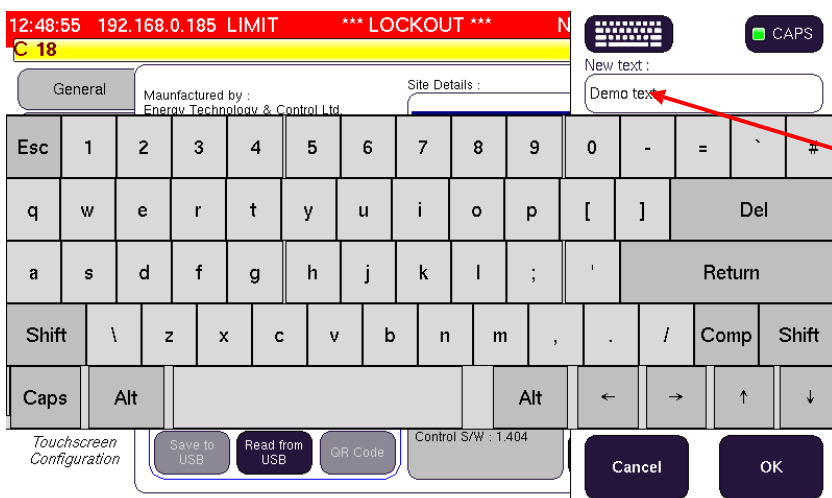 12:48:55 192.168.0.185 LIMIT *** LOCKOUT *** N
C 18
CAPS
New text :
Demo text
General
Maunfactured by :
Energy Technology & Control Ltd.
Site Details :
Esc 1 2 3 4 5 6 7 8 9 0 - = ` #
q w e r t y u i o p [ ] Del
a s d f g h j k l ; ' Return
Shift \ z x c v b n m , . / Comp Shift
Caps Alt Alt ← → ↑ ↓
Touchscreen
Configuration
Save to
USB
Read from
USB
QR Code
Control S/W : 1.404
Cancel
OK